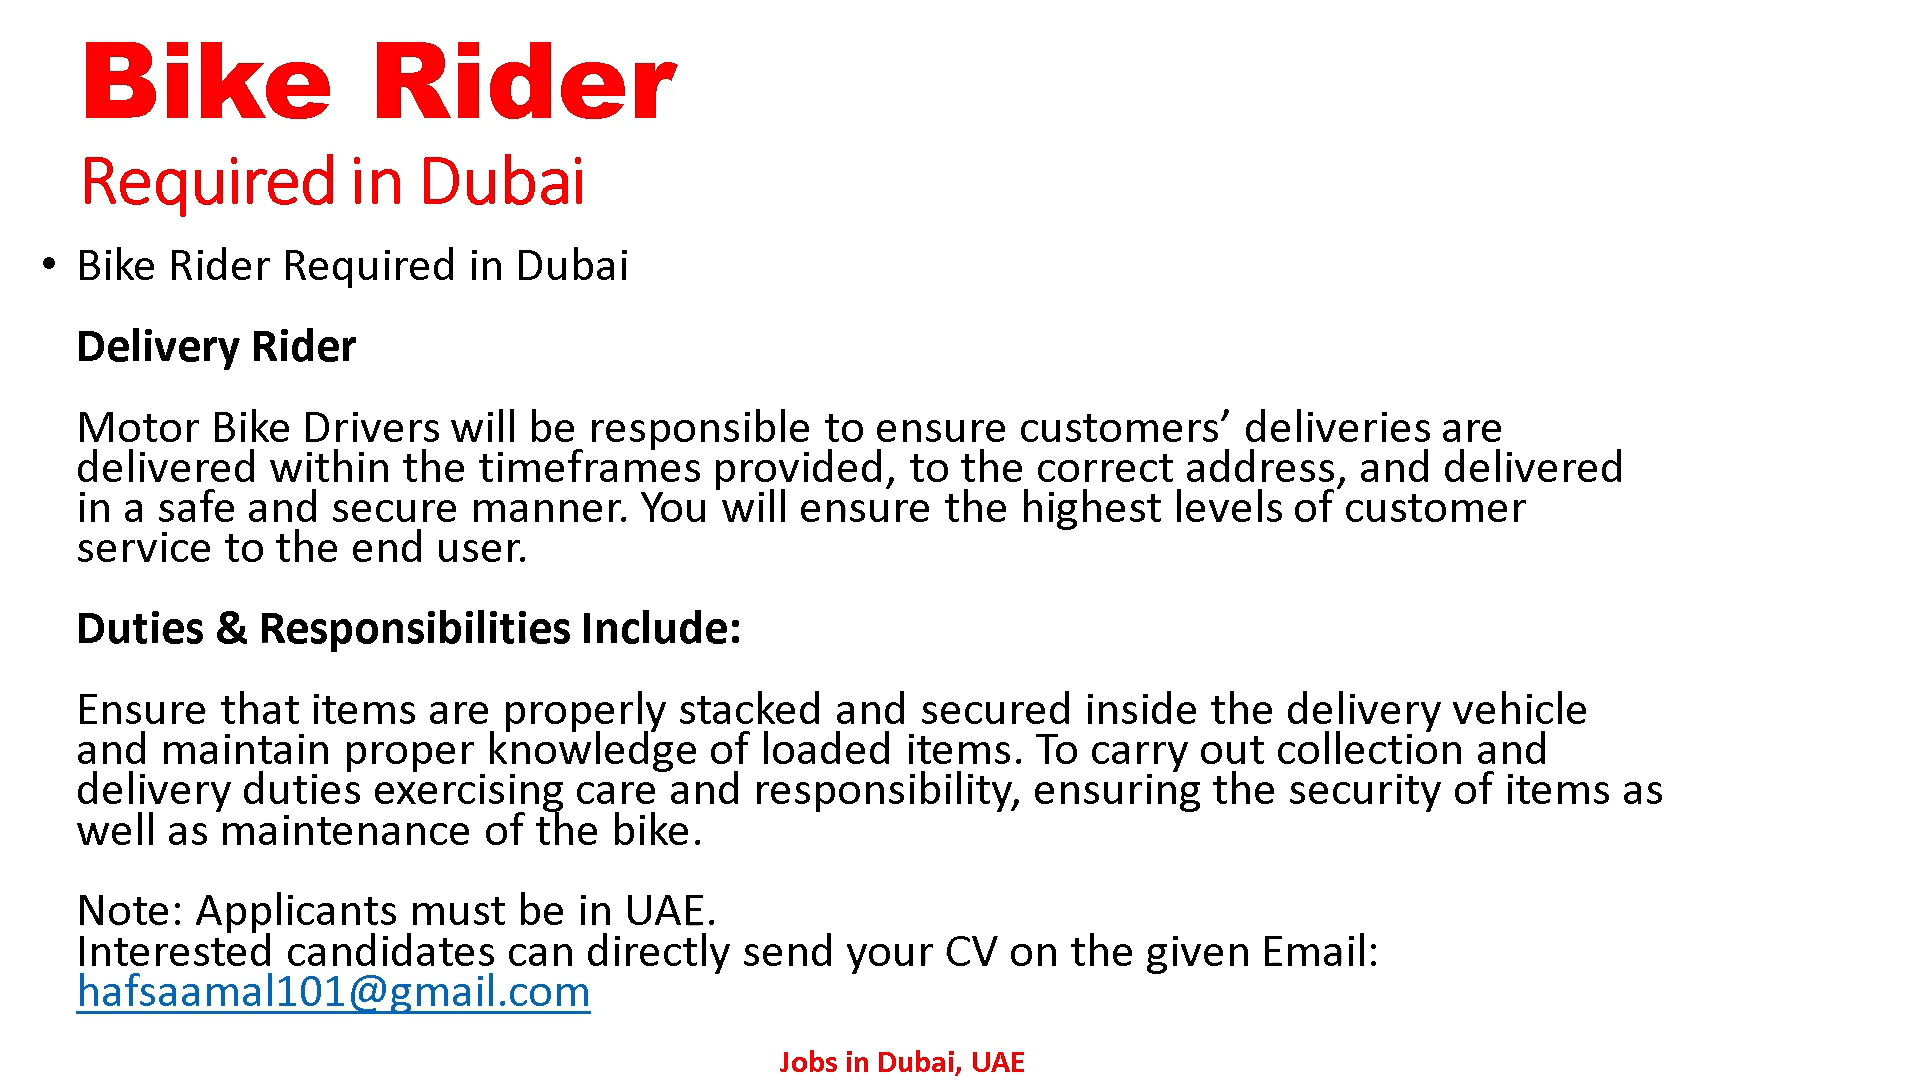 Bike Rider
Required in Dubai
• Bike Rider Required in Dubai
Delivery Rider
Motor Bike Drivers will be responsible to ensure customers’ deliveries are
delivered within the timeframes provided, to the correct address, and delivered
in a safe and secure manner. You will ensure the highest levels of customer
service to the end user.
Duties & Responsibilities Include:
Ensure that items are properly stacked and secured inside the delivery vehicle
and maintain proper knowledge of loaded items. To carry out collection and
delivery duties exercising care and responsibility, ensuring the security of items as
well as maintenance of the bike.
Note: Applicants must be in UAE.
Interested candidates can directly send your CV on the given Email:
hafsaamal101@gmail.com
Jobs in Dubai, UAE